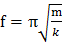 f = π√(m/k)